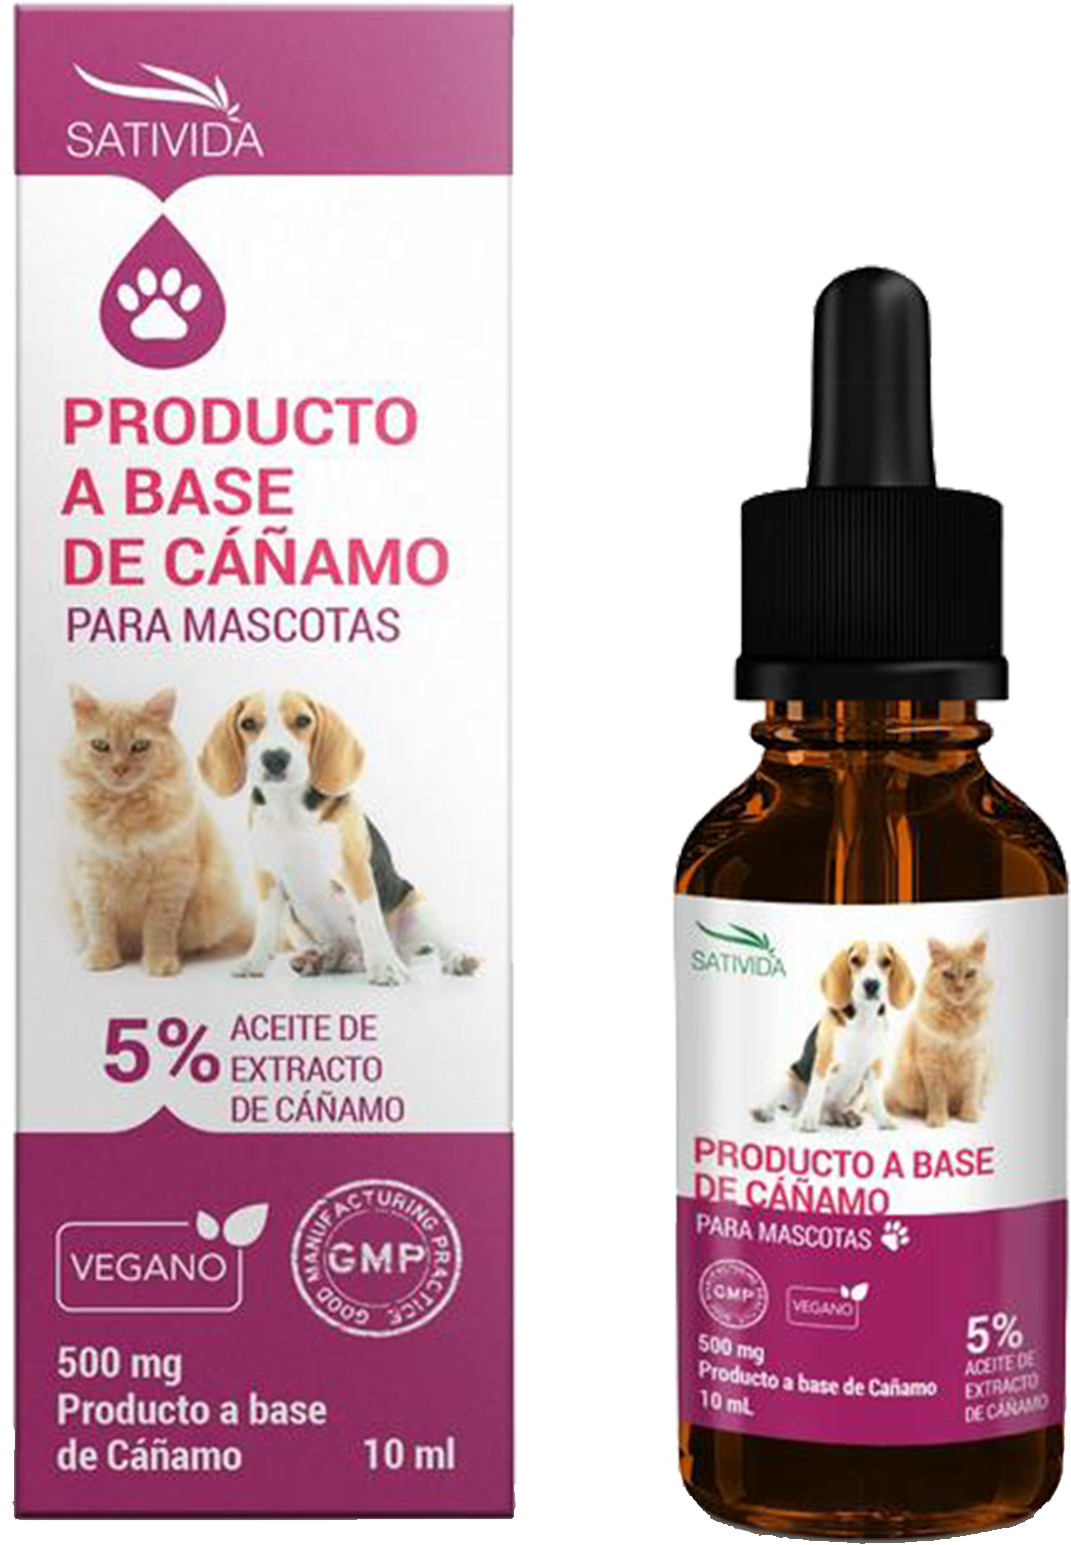 SATIVIDA
PRODUCTO
A BASE
DE CÁÑAMO
PARA MASCOTAS
5% ACEITE DE
EXTRACTO
DE CÁÑAMO
VEGANO
GOOD MANUFACTURING PRACTICE
GMP
500 mg
Producto a base
de Cáñamo
10 ml
SATIVIDA
PRODUCTO A BASE
DE CÁÑAMO
PARA MASCOTAS
GMP
VEGANO
500 mg
Producto a base de Cañamo
10 mL
5%
ACEITE DE
EXTRACTO
DE CÁÑAMO